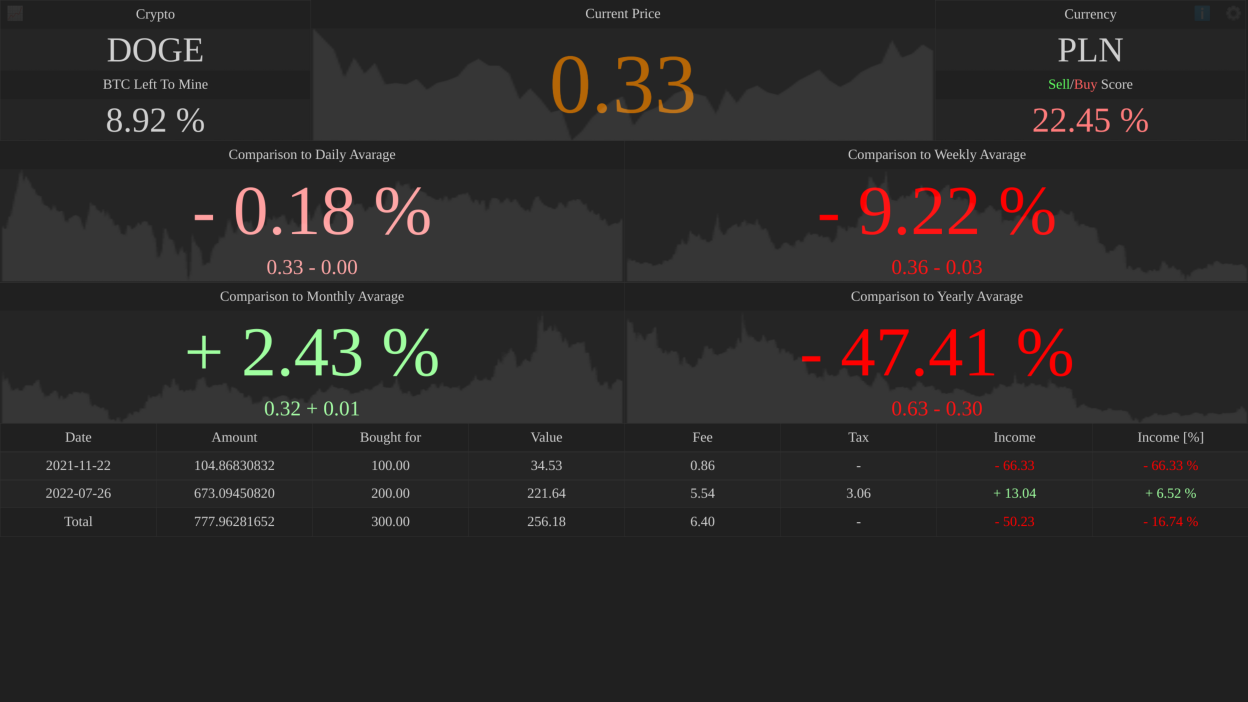 Crypto
DOGE
BTC Left To Mine
8.92 %
Current Price
0.33
Currency
PLN
Sell/Buy Score
22.45 %
Comparison to Daily Avarage
- 0.18 %
0.33 - 0.00
Comparison to Weekly Avarage
- 9.22 %
0.36 - 0.03
Comparison to Monthly Avarage
+ 2.43 %
0.32 + 0.01
Comparison to Yearly Avarage
- 47.41 %
0.63 - 0.30
Date Amount Bought for Value Fee Tax Income Income [%]
2021-11-22 104.86830832 100.00 34.53 0.86 - - 66.33 - 66.33 %
2022-07-26 673.09450820 200.00 221.64 5.54 3.06 + 13.04 + 6.52 %
Total 777.96281652 300.00 256.18 6.40 - - 50.23 - 16.74 %